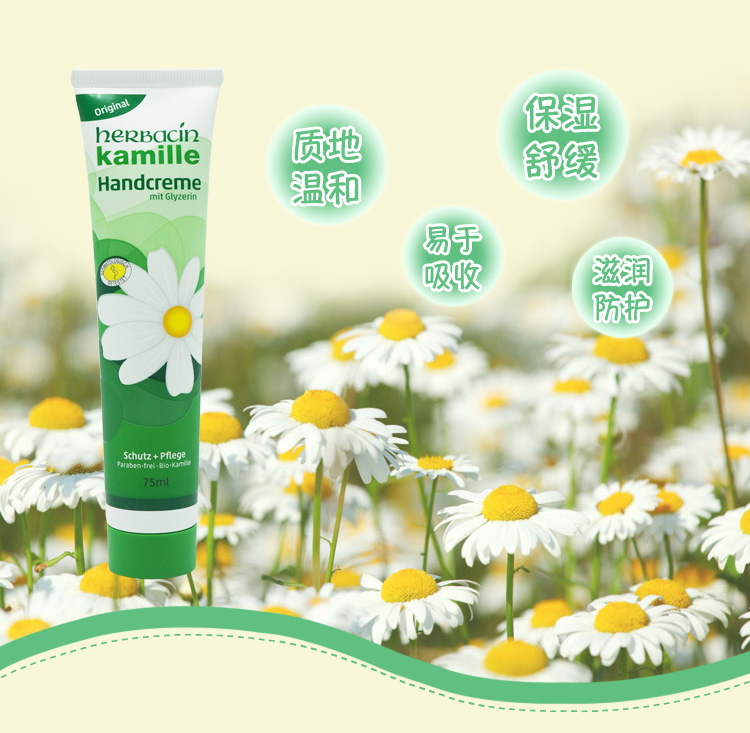 Original
herbacin
kamille
Handcreme
mit Glyzerin
Schutz + Pflege
Paraben-frei · Bio-Kamille
75ml
质地
温和
保湿
舒缓
易于
吸收
滋润
防护